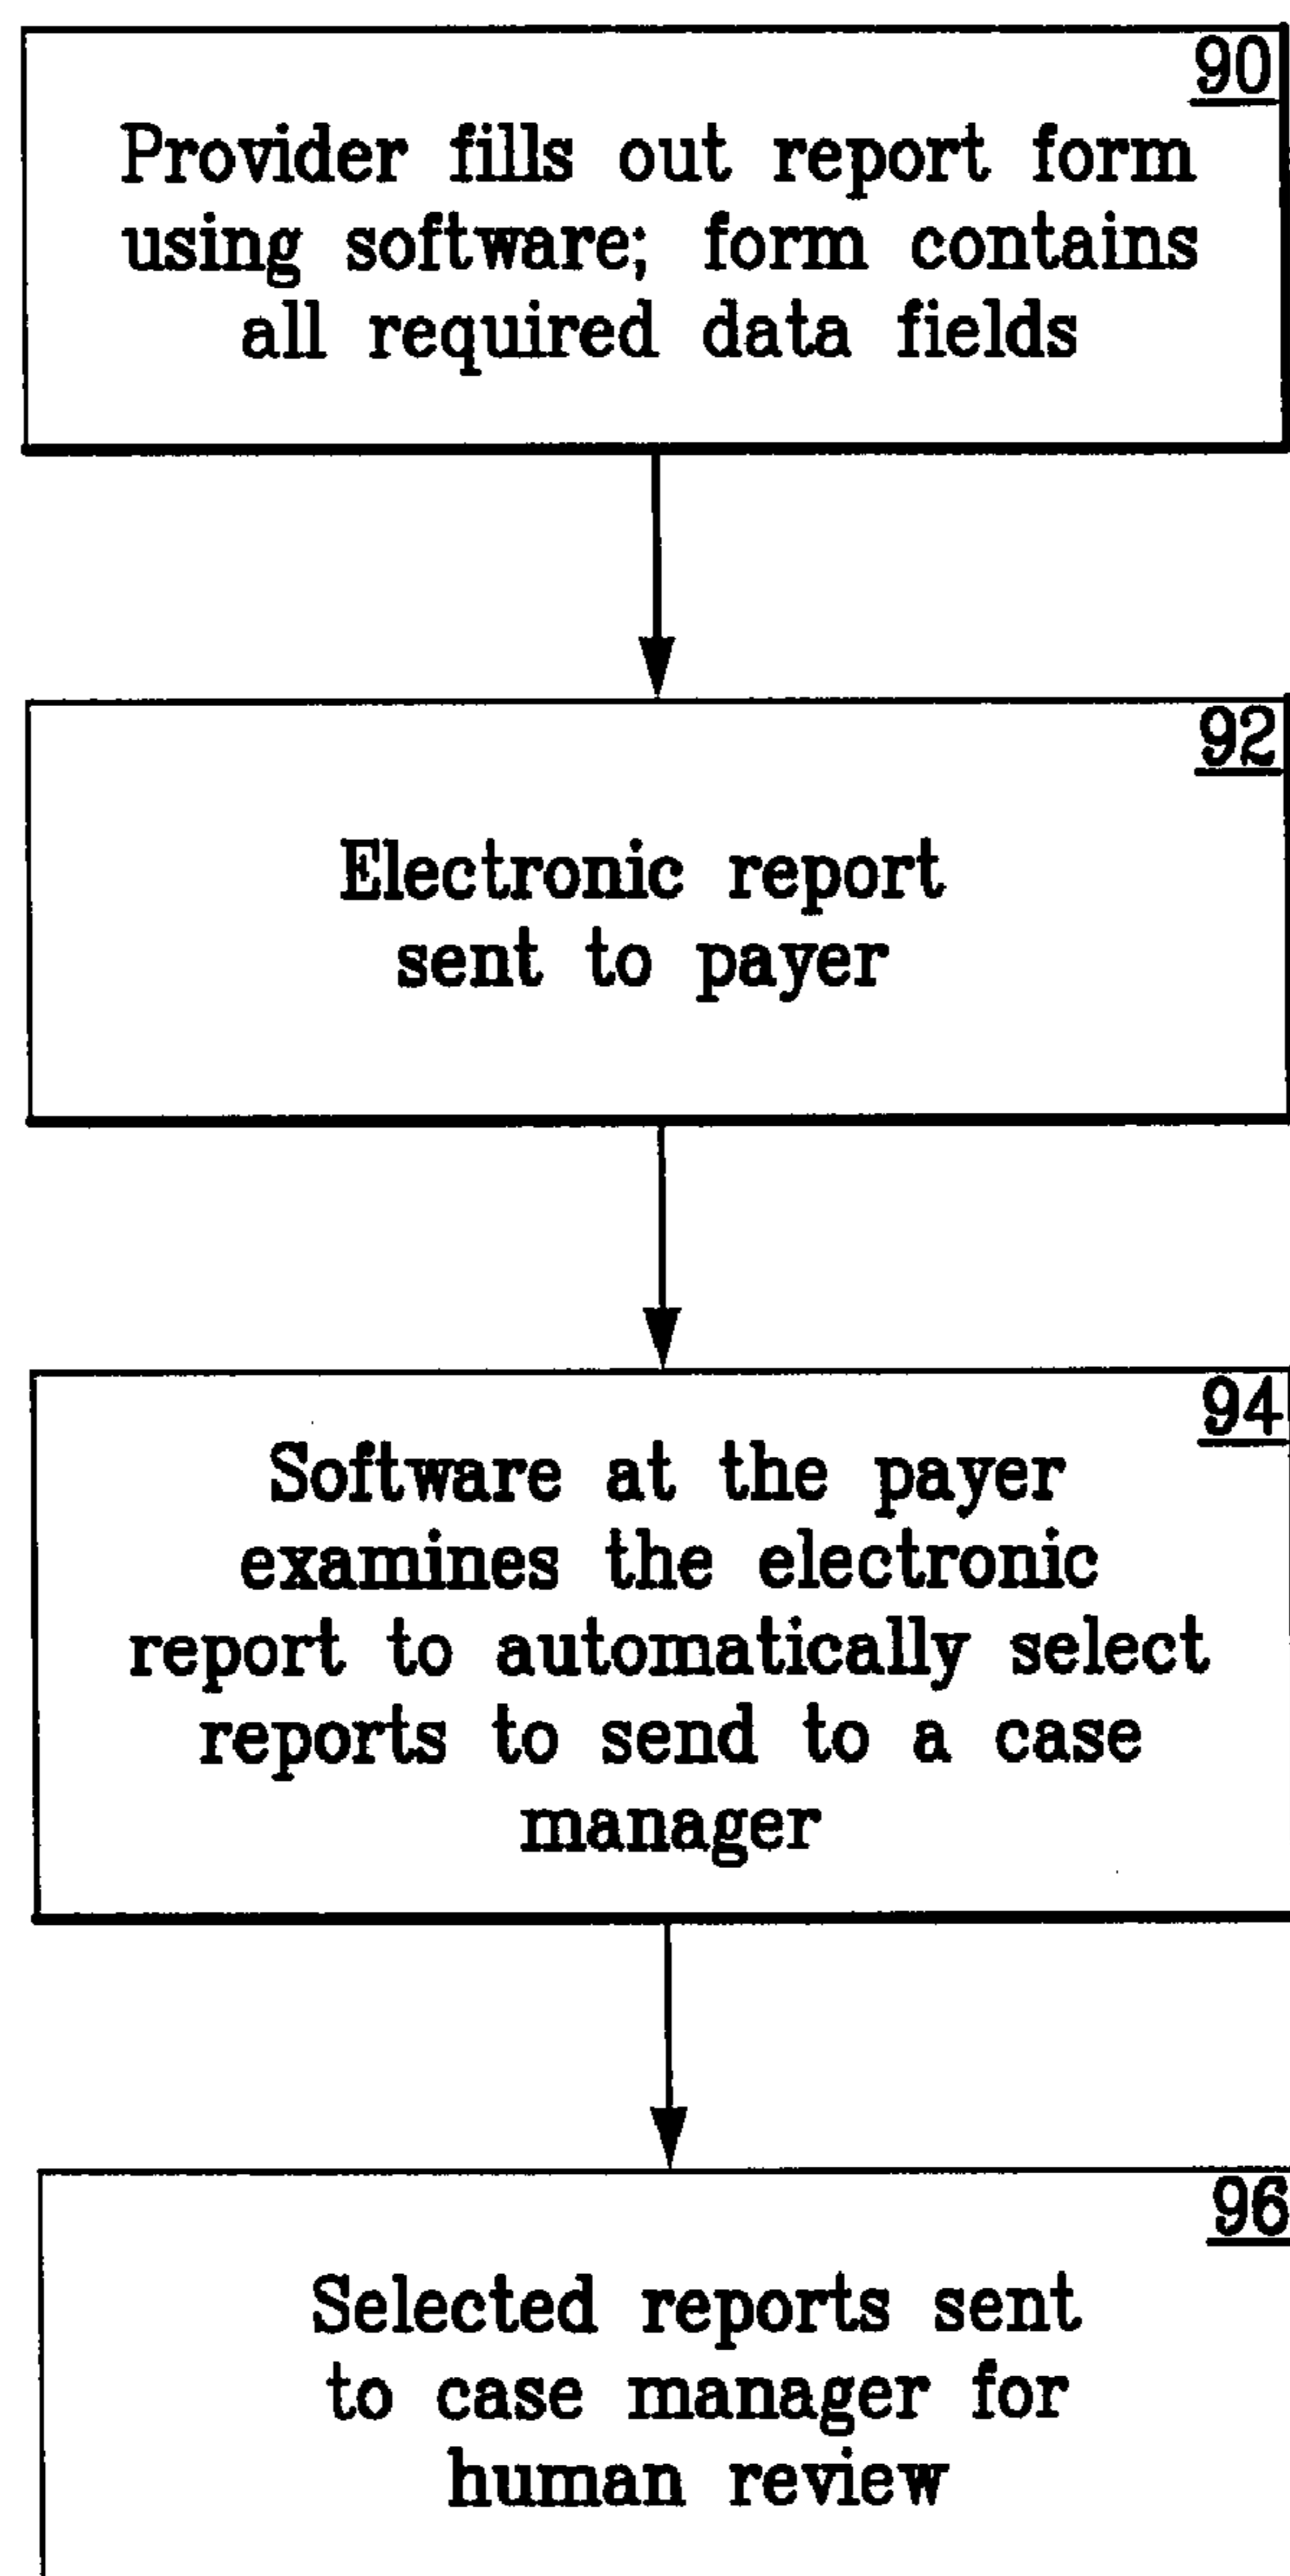 90
Provider fills out report form
using software; form contains
all required data fields
92
Electronic report
sent to payer
94
Software at the payer
examines the electronic
report to automatically select
reports to send to a case
manager
96
Selected reports sent
to case manager for
human review